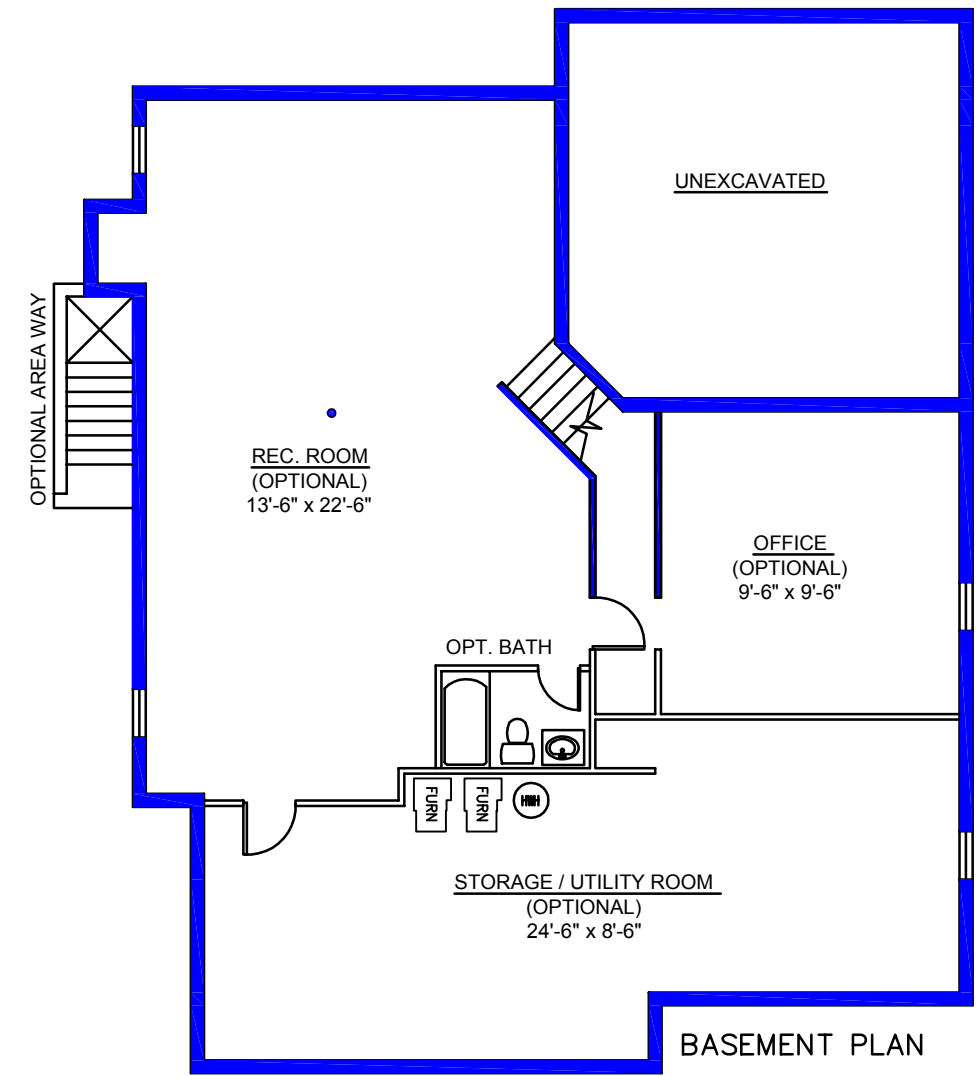 UNEXCAVATED
OPTIONAL AREA WAY
REC. ROOM
(OPTIONAL)
13'-6" x 22'-6"
OFFICE
(OPTIONAL)
9'-6" x 9'-6"
OPT. BATH
FURN
FURN
HWH
STORAGE / UTILITY ROOM
(OPTIONAL)
24'-6" x 8'-6"
BASEMENT PLAN